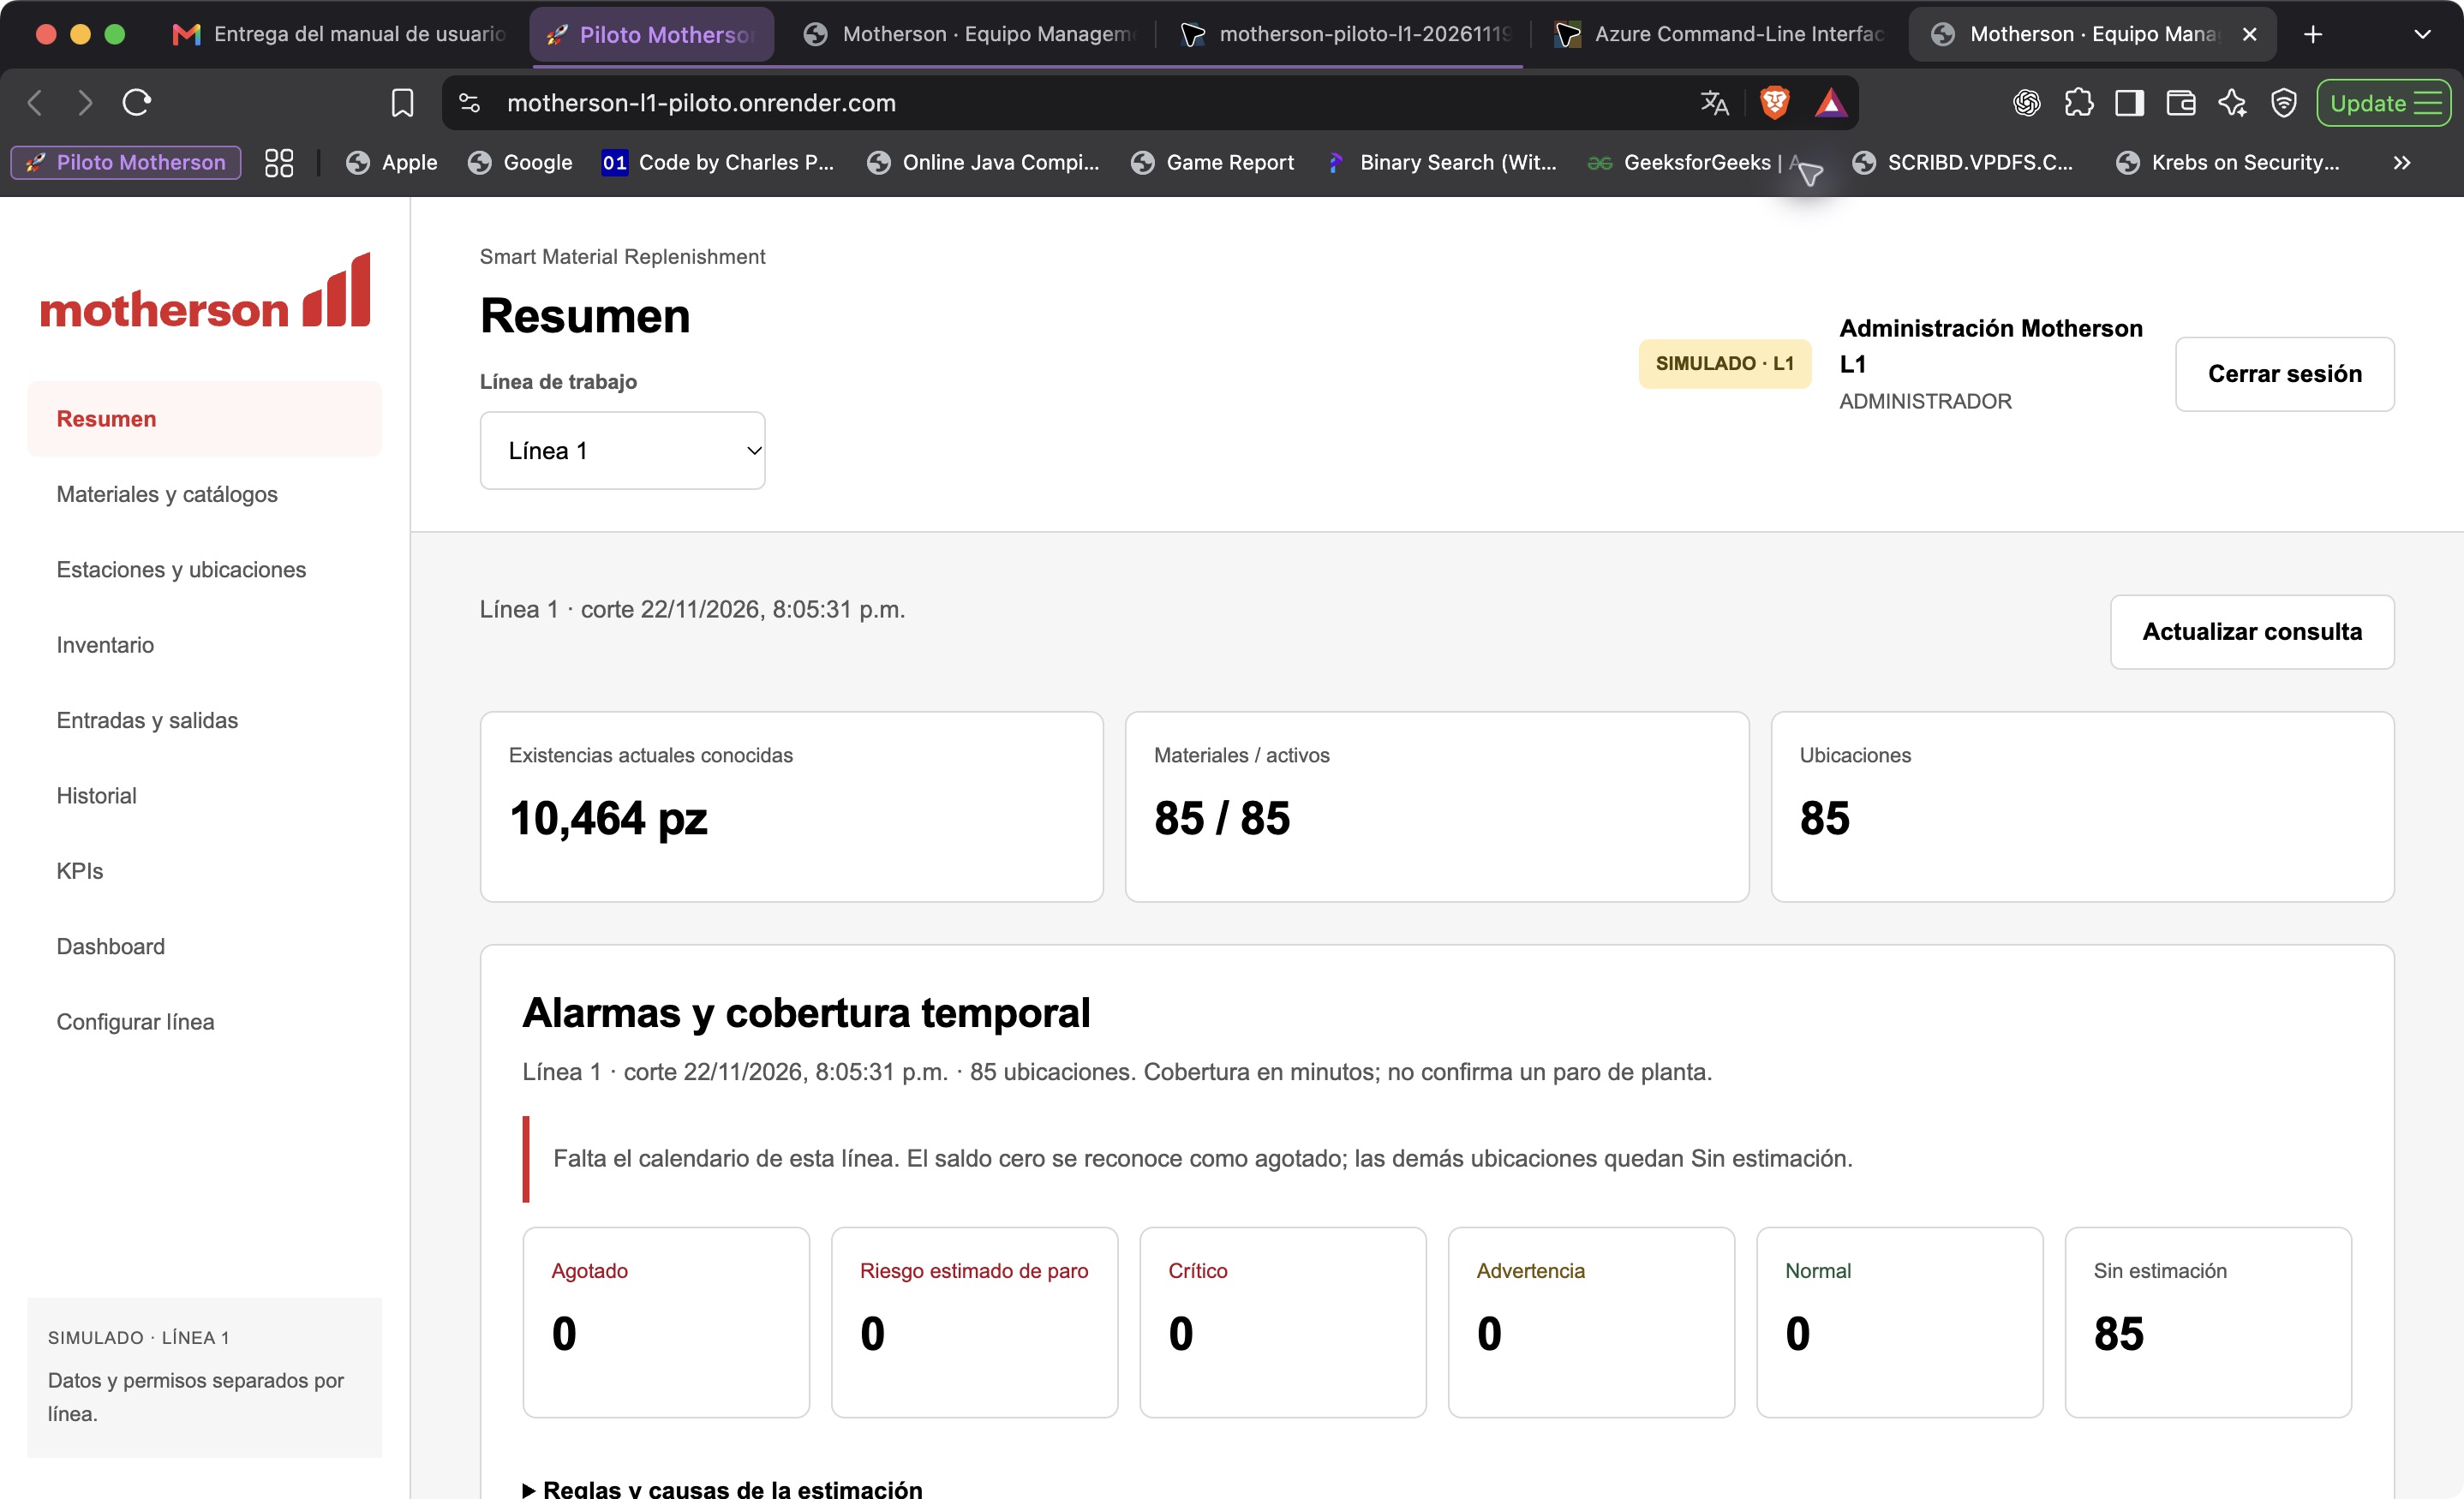 Entrega del manual de usuario
🚀 Piloto Motherson
Motherson · Equipo Managem
motherson-piloto-l1-20261119
Azure Command-Line Interfac
Motherson · Equipo Mana
motherson-l1-piloto.onrender.com
Update
🚀 Piloto Motherson
Apple
Google
01 Code by Charles P...
Online Java Compi...
Game Report
Binary Search (Wit...
GeeksforGeeks | A
SCRIBD.VPDFS.C...
Krebs on Security...
motherson
Resumen
Materiales y catálogos
Estaciones y ubicaciones
Inventario
Entradas y salidas
Historial
KPIs
Dashboard
Configurar línea
SIMULADO · LÍNEA 1
Datos y permisos separados por
línea.
Smart Material Replenishment
Resumen
Línea de trabajo
Línea 1
SIMULADO · L1
Administración Motherson
L1
ADMINISTRADOR
Cerrar sesión
Línea 1 · corte 22/11/2026, 8:05:31 p.m.
Actualizar consulta
Existencias actuales conocidas
10,464 pz
Materiales / activos
85 / 85
Ubicaciones
85
Alarmas y cobertura temporal
Línea 1 · corte 22/11/2026, 8:05:31 p.m. · 85 ubicaciones. Cobertura en minutos; no confirma un paro de planta.
Falta el calendario de esta línea. El saldo cero se reconoce como agotado; las demás ubicaciones quedan Sin estimación.
Agotado
0
Riesgo estimado de paro
0
Crítico
0
Advertencia
0
Normal
0
Sin estimación
85
Reglas y causas de la estimación